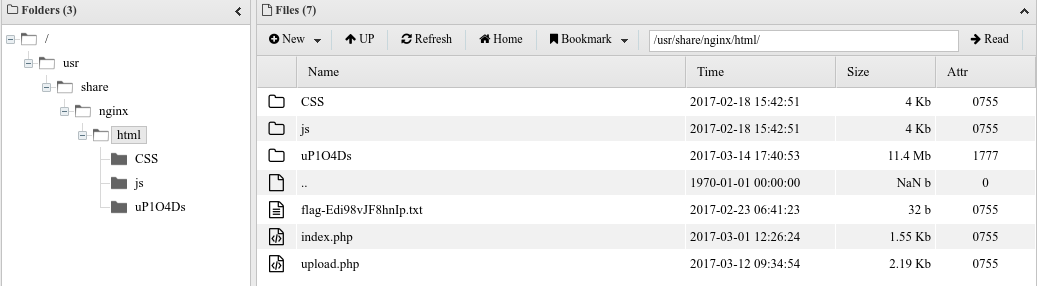 Folders (3)
/
usr
share
nginx
html
CSS
js
uP1O4Ds
Files (7)
New UP Refresh Home Bookmark /usr/share/nginx/html/ Read
Name Time Size Attr
CSS 2017-02-18 15:42:51 4 Kb 0755
js 2017-02-18 15:42:51 4 Kb 0755
uP1O4Ds 2017-03-14 17:40:53 11.4 Mb 1777
.. 1970-01-01 00:00:00 NaN b 0
flag-Edi98vJF8hnIp.txt 2017-02-23 06:41:23 32 b 0755
index.php 2017-03-01 12:26:24 1.55 Kb 0755
upload.php 2017-03-12 09:34:54 2.19 Kb 0755